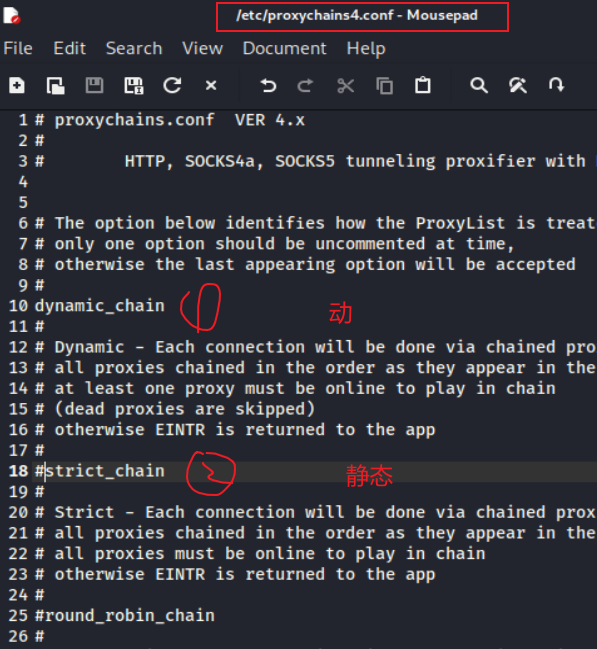 /etc/proxychains4.conf - Mousepad
File Edit Search View Document Help
1 # proxychains.conf VER 4.x
2 #
3 # HTTP, SOCKS4a, SOCKS5 tunneling proxifier with
4
5
6 # The option below identifies how the ProxyList is treat
7 # only one option should be uncommented at time,
8 # otherwise the last appearing option will be accepted
9 #
10 dynamic_chain 动
11 #
12 # Dynamic - Each connection will be done via chained pro
13 # all proxies chained in the order as they appear in the
14 # at least one proxy must be online to play in chain
15 # (dead proxies are skipped)
16 # otherwise EINTR is returned to the app
17 #
18 #strict_chain 2 静态
19 #
20 # Strict - Each connection will be done via chained prox
21 # all proxies chained in the order as they appear in the
22 # all proxies must be online to play in chain
23 # otherwise EINTR is returned to the app
24 #
25 #round_robin_chain
26 #